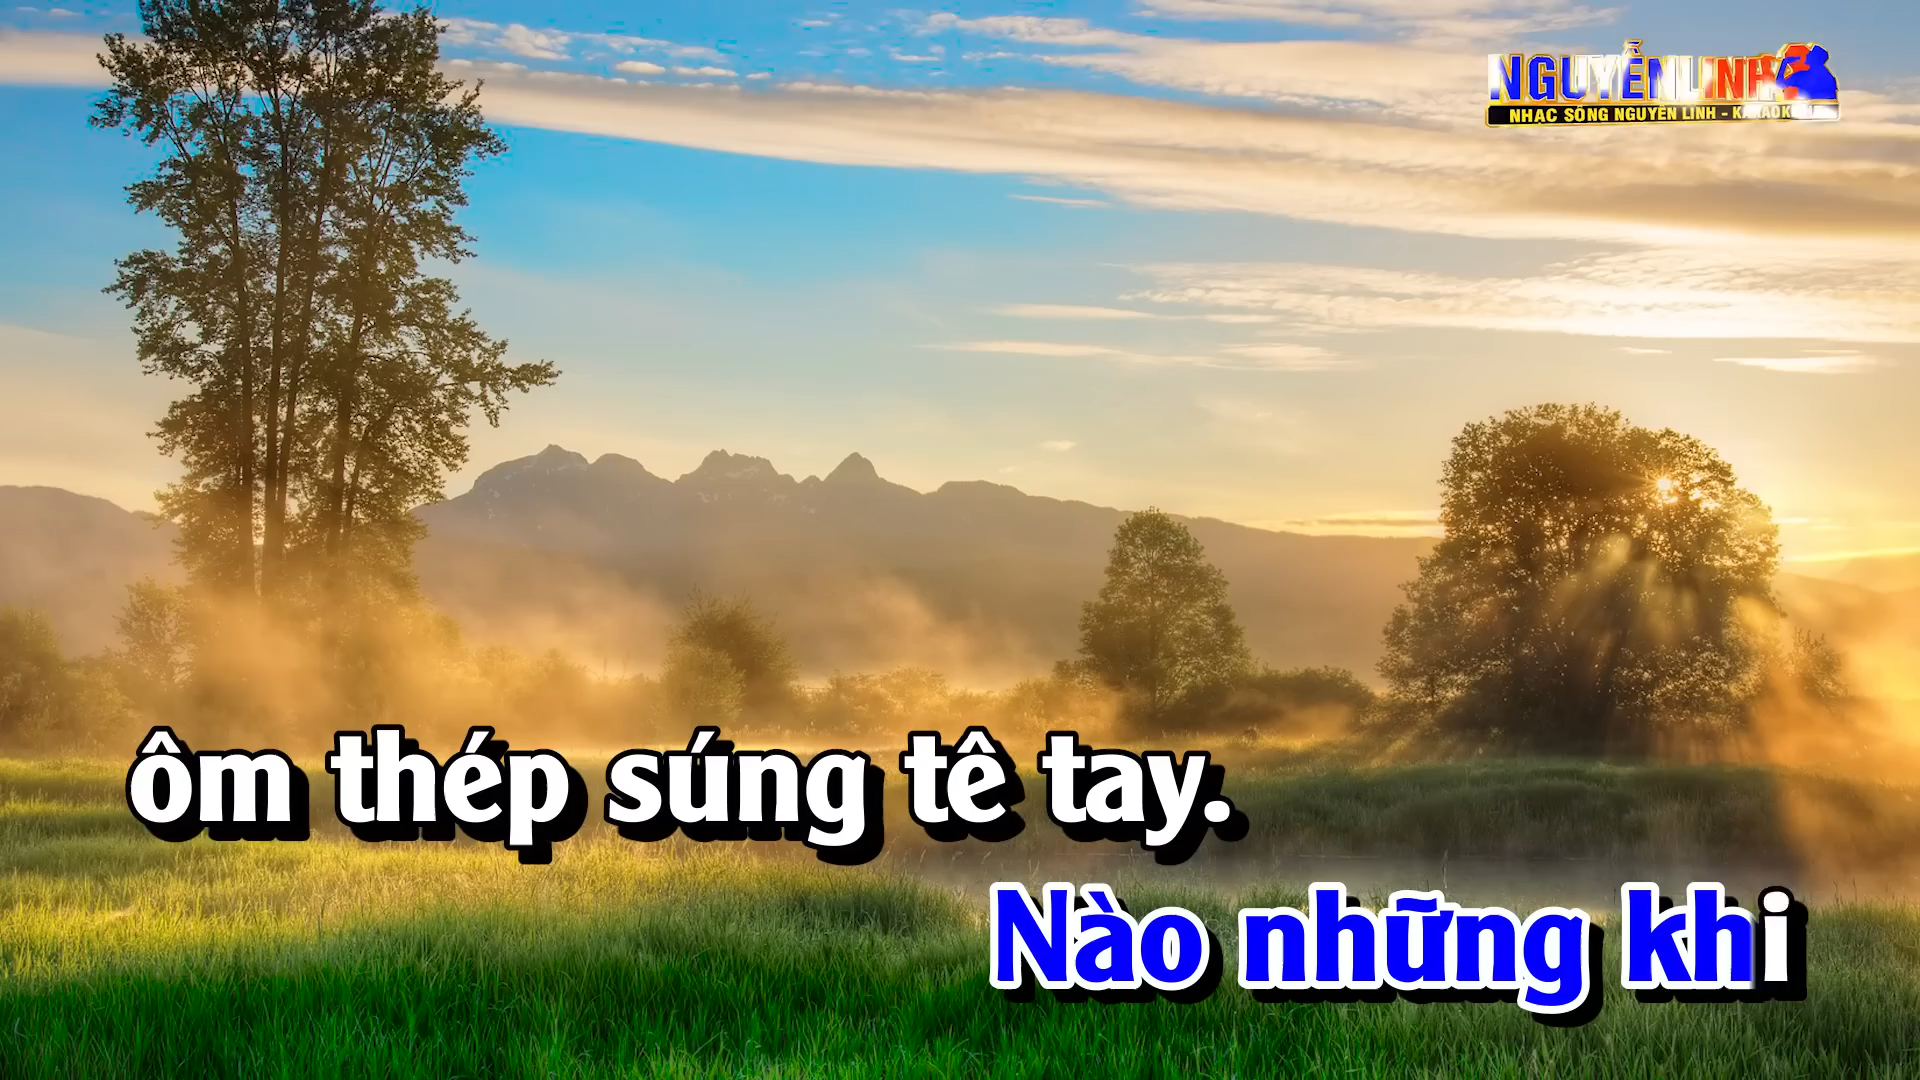 NGUYỄN LINH
NHẠC SỐNG NGUYỄN LINH -
ôm thép súng tê tay.
Nào những khi